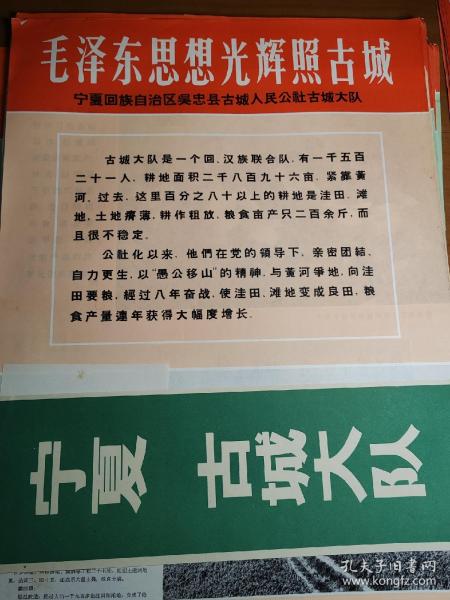 毛泽东思想光辉照古城
宁夏回族自治区吳忠县古城人民公社古城大队
古城大队是一个回、汉族联合队，有一千五百
二十一人，耕地面积二千八百九十六亩，紧靠黃
河。过去，这里百分之八十以上的耕地是洼田、滩
地，土地瘠薄，耕作粗放，粮食亩产只二百余斤，而
且很不稳定。
公社化以来，他們在党的領导下，亲密团結，
自力更生，以“愚公移山”的精神，与黃河爭地，向洼
田要粮，經过八年奋战，使洼田、滩地变成良田，粮
食产量連年获得大幅度增长。
宁夏 古城大队
孔夫子旧书网
www.kongfz.com